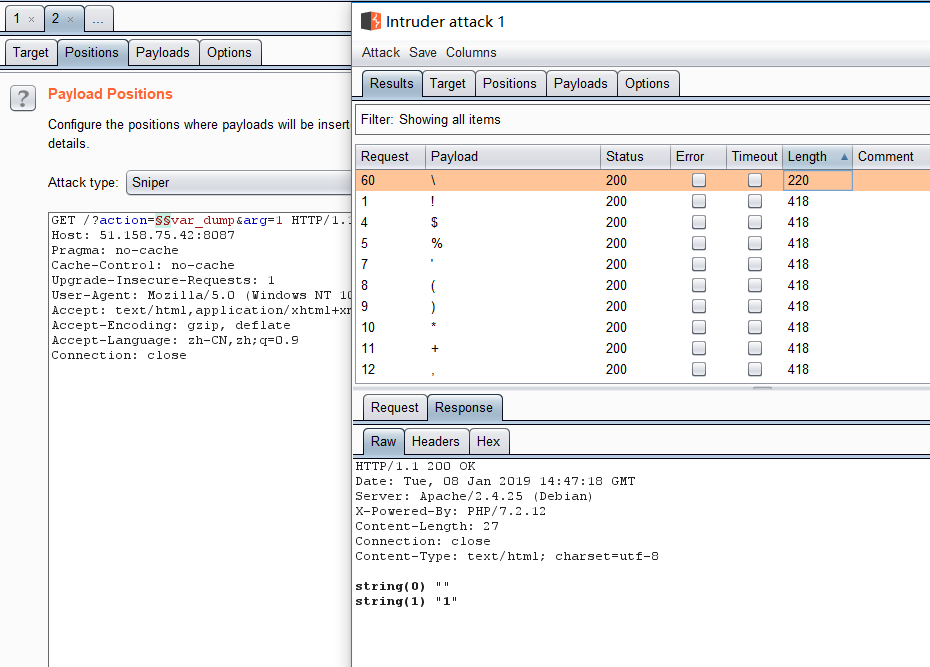 1 × 2 × ...
Target Positions Payloads Options
? Payload Positions
Configure the positions where payloads will be insert
details.
Attack type: Sniper
GET /?action=§§var_dump&arg=1 HTTP/1.1
Host: 51.158.75.42:8087
Pragma: no-cache
Cache-Control: no-cache
Upgrade-Insecure-Requests: 1
User-Agent: Mozilla/5.0 (Windows NT 10
Accept: text/html,application/xhtml+xm
Accept-Encoding: gzip, deflate
Accept-Language: zh-CN,zh;q=0.9
Connection: close
Intruder attack 1
Attack Save Columns
Results Target Positions Payloads Options
Filter: Showing all items
Request Payload Status Error Timeout Length ▲ Comment
60 \ 200 220
1 ! 200 418
4 $ 200 418
5 % 200 418
7 ' 200 418
8 ( 200 418
9 ) 200 418
10 * 200 418
11 + 200 418
12 , 200 418
Request Response
Raw Headers Hex
HTTP/1.1 200 OK
Date: Tue, 08 Jan 2019 14:47:18 GMT
Server: Apache/2.4.25 (Debian)
X-Powered-By: PHP/7.2.12
Content-Length: 27
Connection: close
Content-Type: text/html; charset=utf-8
string(0) ""
string(1) "1"